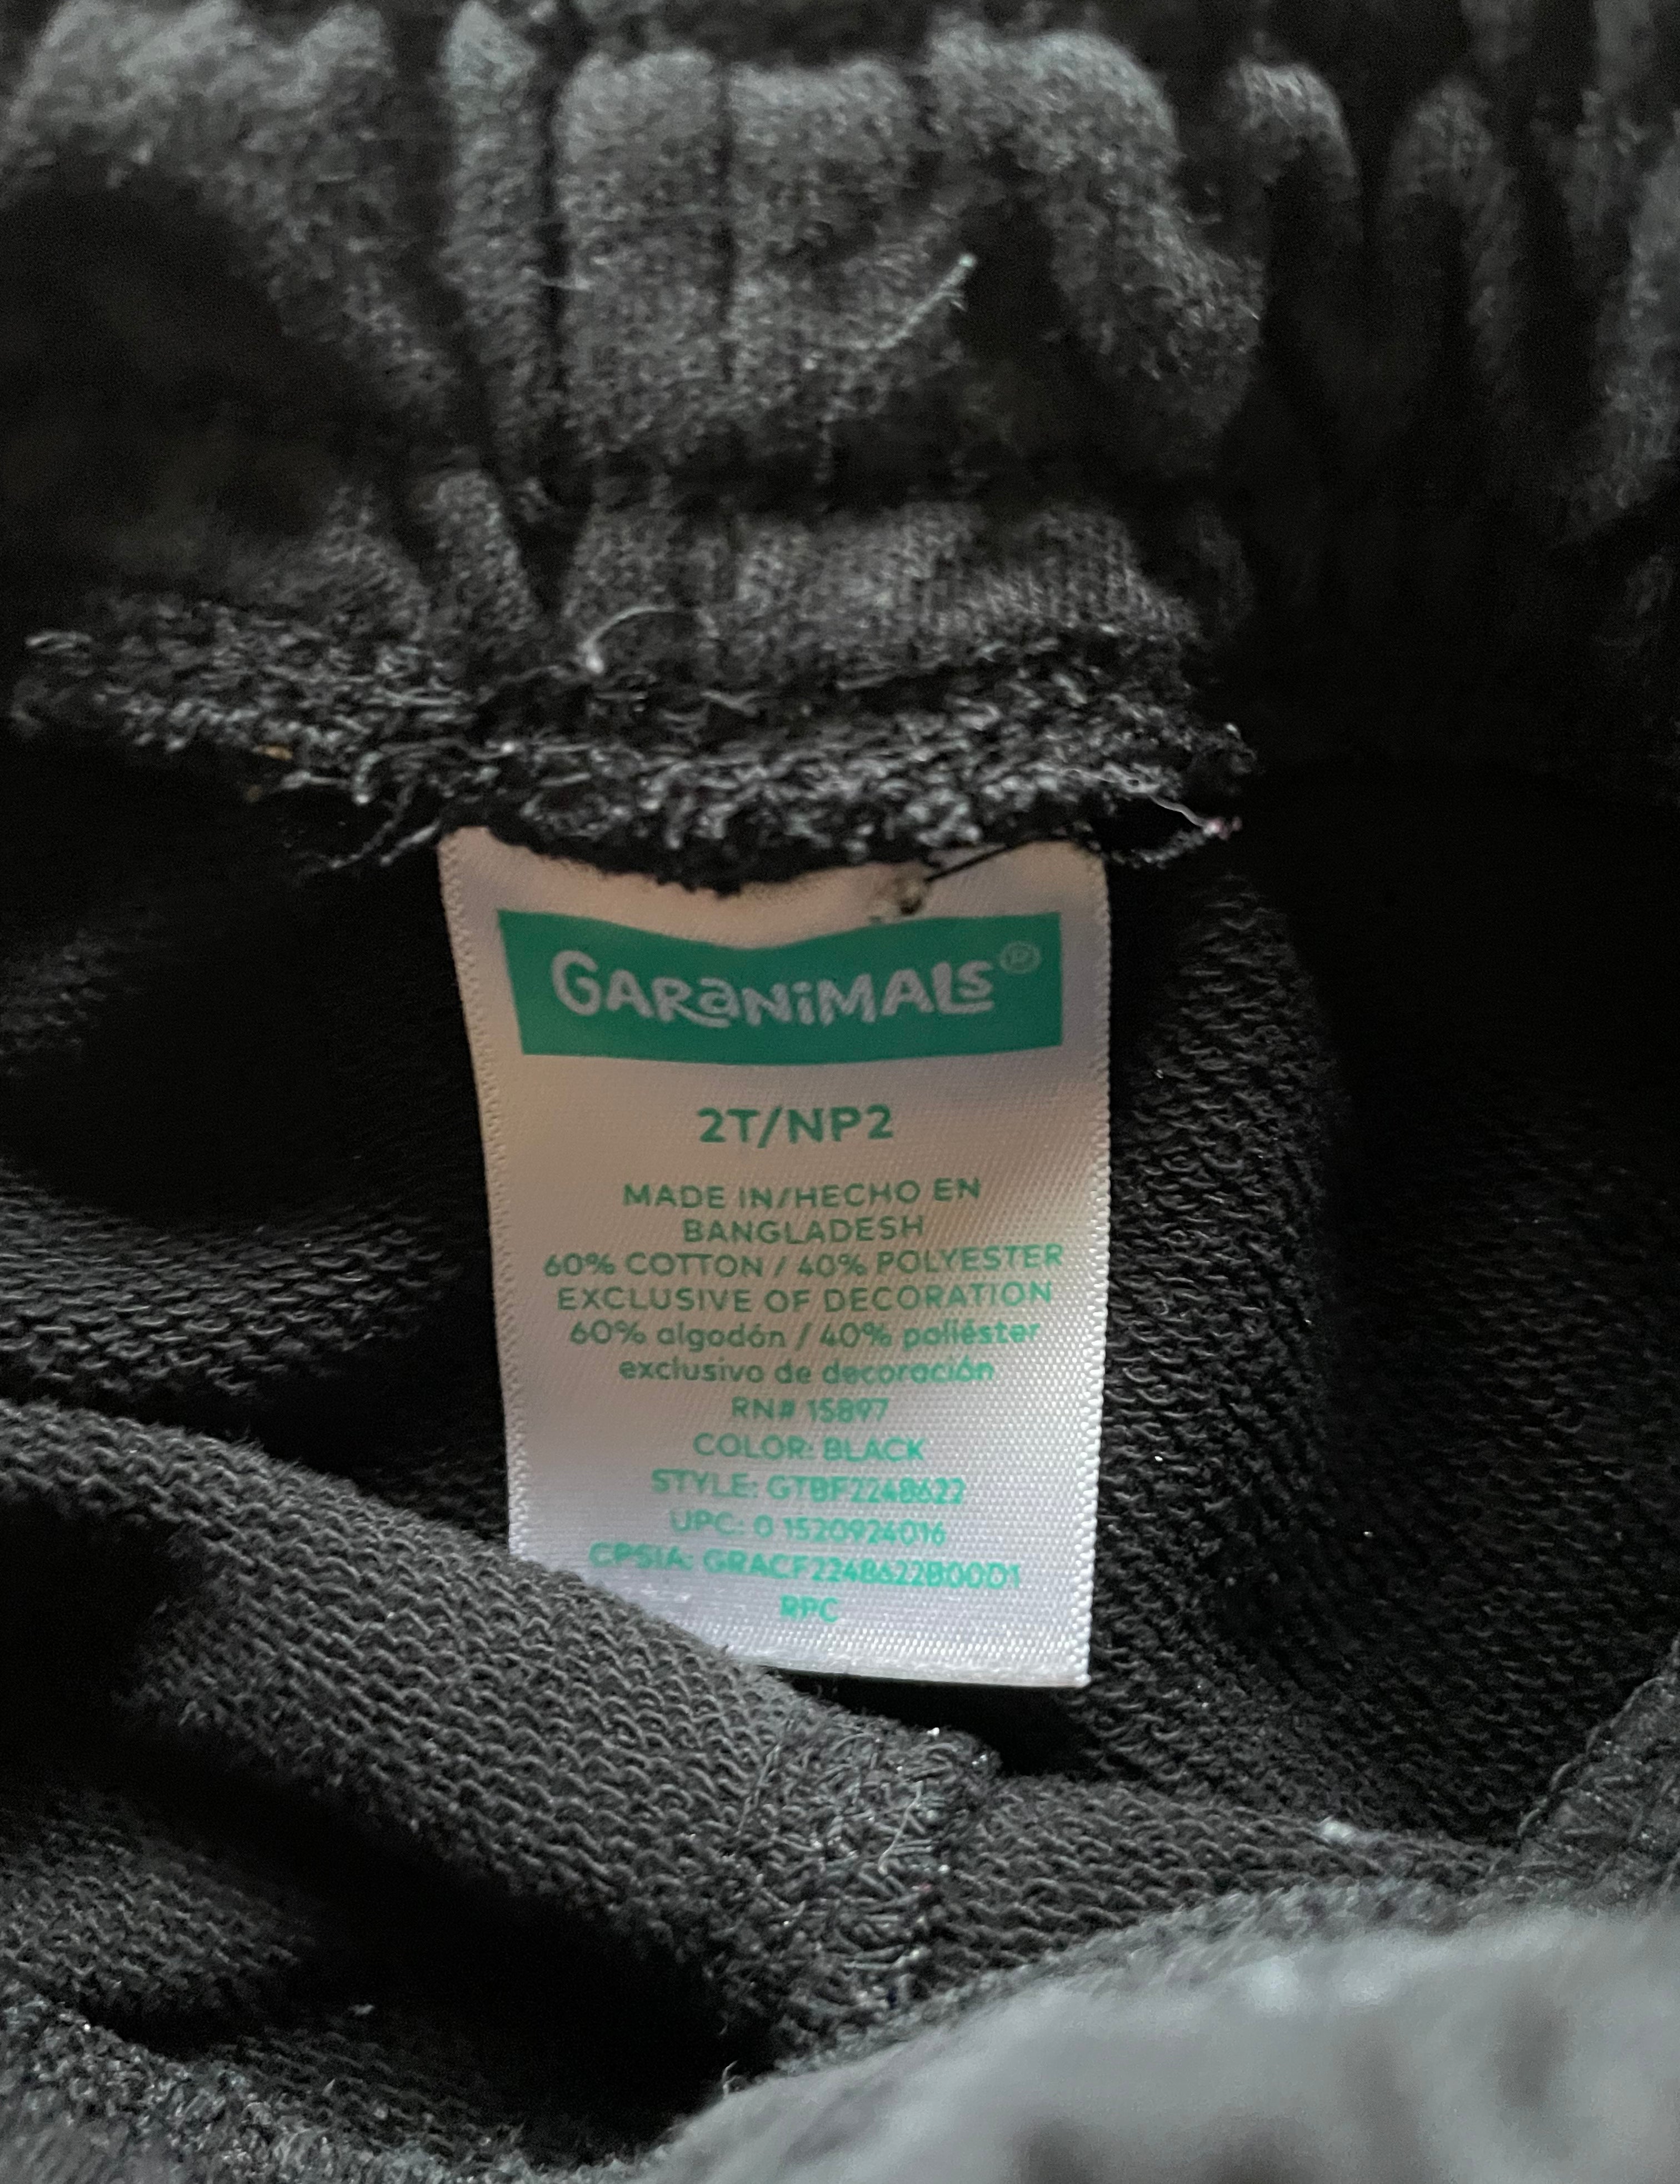 GARANiMALS®
2T/NP2
MADE IN/HECHO EN
BANGLADESH
60% COTTON / 40% POLYESTER
EXCLUSIVE OF DECORATION
60% algodón / 40% poliéster
exclusivo de decoración
RN# 15897
COLOR: BLACK
STYLE: GTBF2248622
UPC: 0 1520924016
CPSIA: GRACF2248622B00D1
RPC